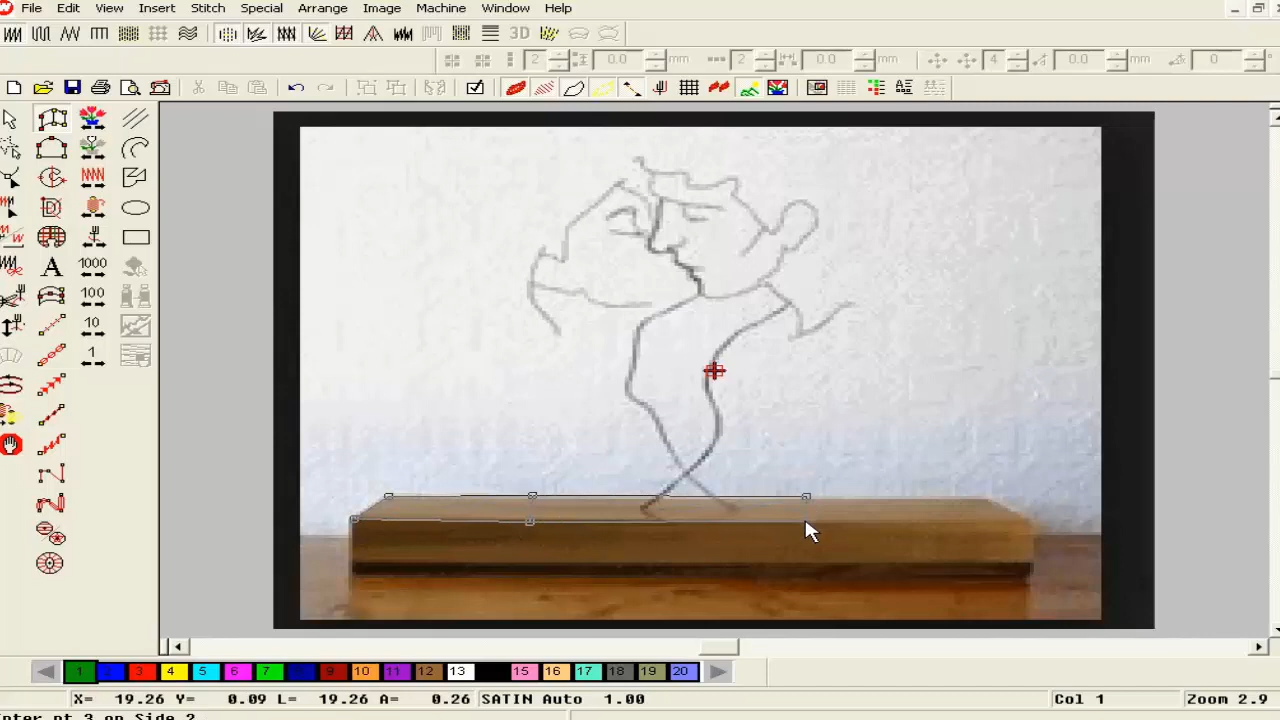 File Edit View Insert Stitch Special Arrange Image Machine Window Help
3D
2 0.0 mm 2 0.0 mm 4 0.0 mm 0
A 1000
100
10
1
1 2 3 4 5 6 7 9 10 11 12 13 15 16 17 18 19 20
X= 19.26 Y= 0.09 L= 19.26 A= 0.26 SATIN Auto 1.00 Col 1 Zoom 2.9
Enter pt 3 on Side 2